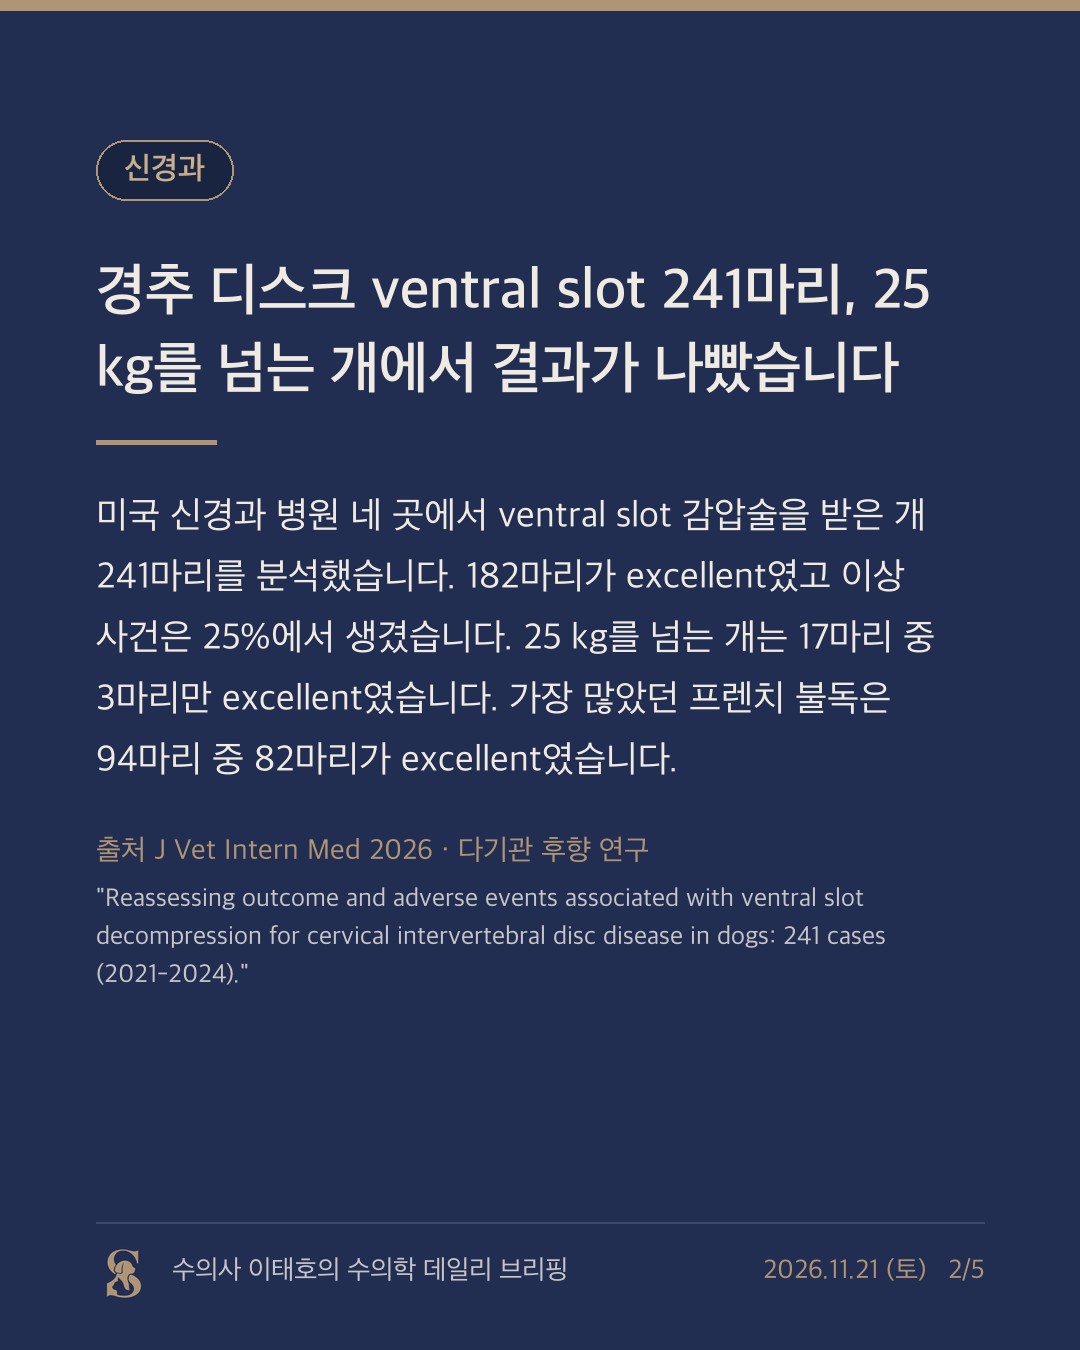 신경과
경추 디스크 ventral slot 241마리, 25
kg를 넘는 개에서 결과가 나빴습니다
미국 신경과 병원 네 곳에서 ventral slot 감압술을 받은 개
241마리를 분석했습니다. 182마리가 excellent였고 이상
사건은 25%에서 생겼습니다. 25 kg를 넘는 개는 17마리 중
3마리만 excellent였습니다. 가장 많았던 프렌치 불독은
94마리 중 82마리가 excellent였습니다.
출처 J Vet Intern Med 2026 · 다기관 후향 연구
"Reassessing outcome and adverse events associated with ventral slot
decompression for cervical intervertebral disc disease in dogs: 241 cases
(2021–2024)."
수의사 이태호의 수의학 데일리 브리핑
2026.11.21 (토) 2/5